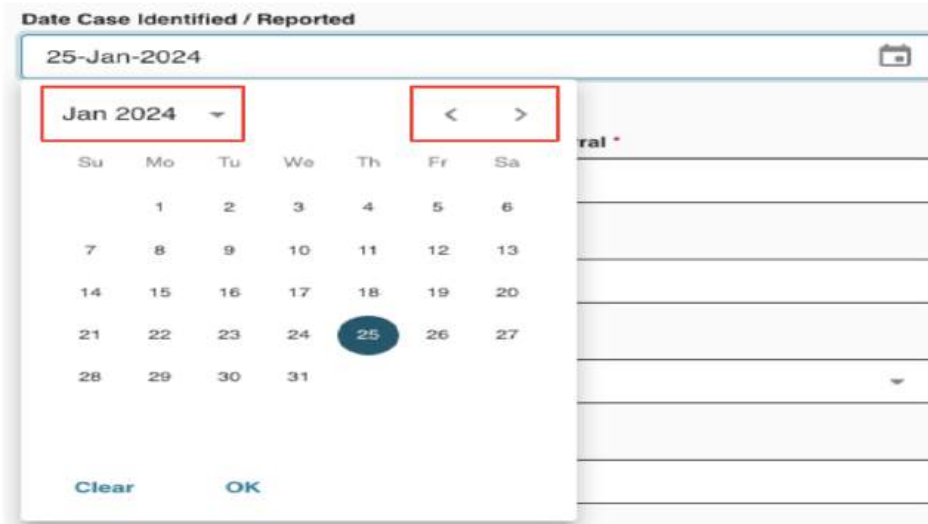 Date Case Identified / Reported
25-Jan-2024
Jan 2024 < >
rral *
Su Mo Tu We Th Fr Sa
1 2 3 4 5 6
7 8 9 10 11 12 13
14 15 16 17 18 19 20
21 22 23 24 25 26 27
28 29 30 31
Clear OK